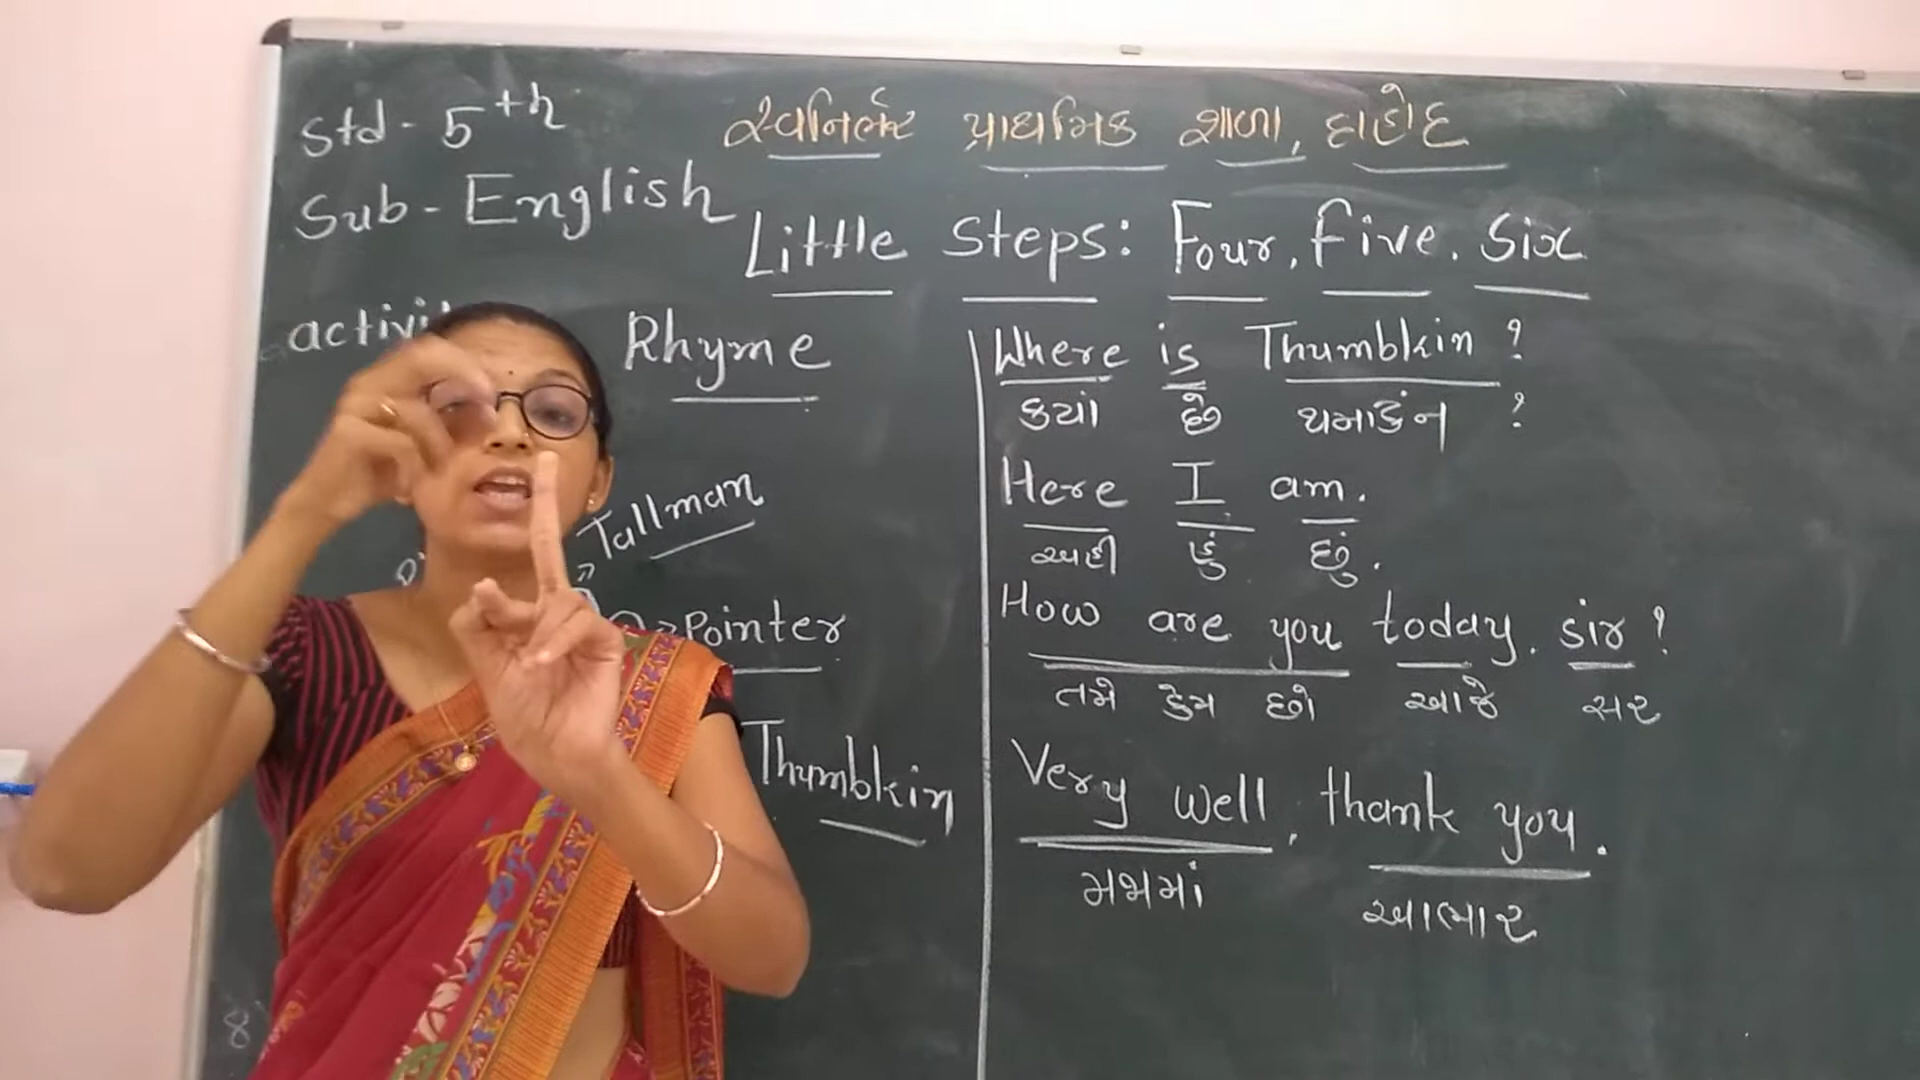 Std- 5th
સ્વનિર્ભર પ્રાથમિક શાળા, દાહોદ
Sub- English
Little Steps: Four, five, Six
activi
Rhyme
Where is Thumbkin ?
ક્યાં છે થમ્બકિન ?
Tallman
Here I am.
અહીં હું છું.
Pointer
How are you today, sir ?
તમે કેમ છો આજે સર
Thumbkin
Very well, thank you.
મજામાં આભાર
8